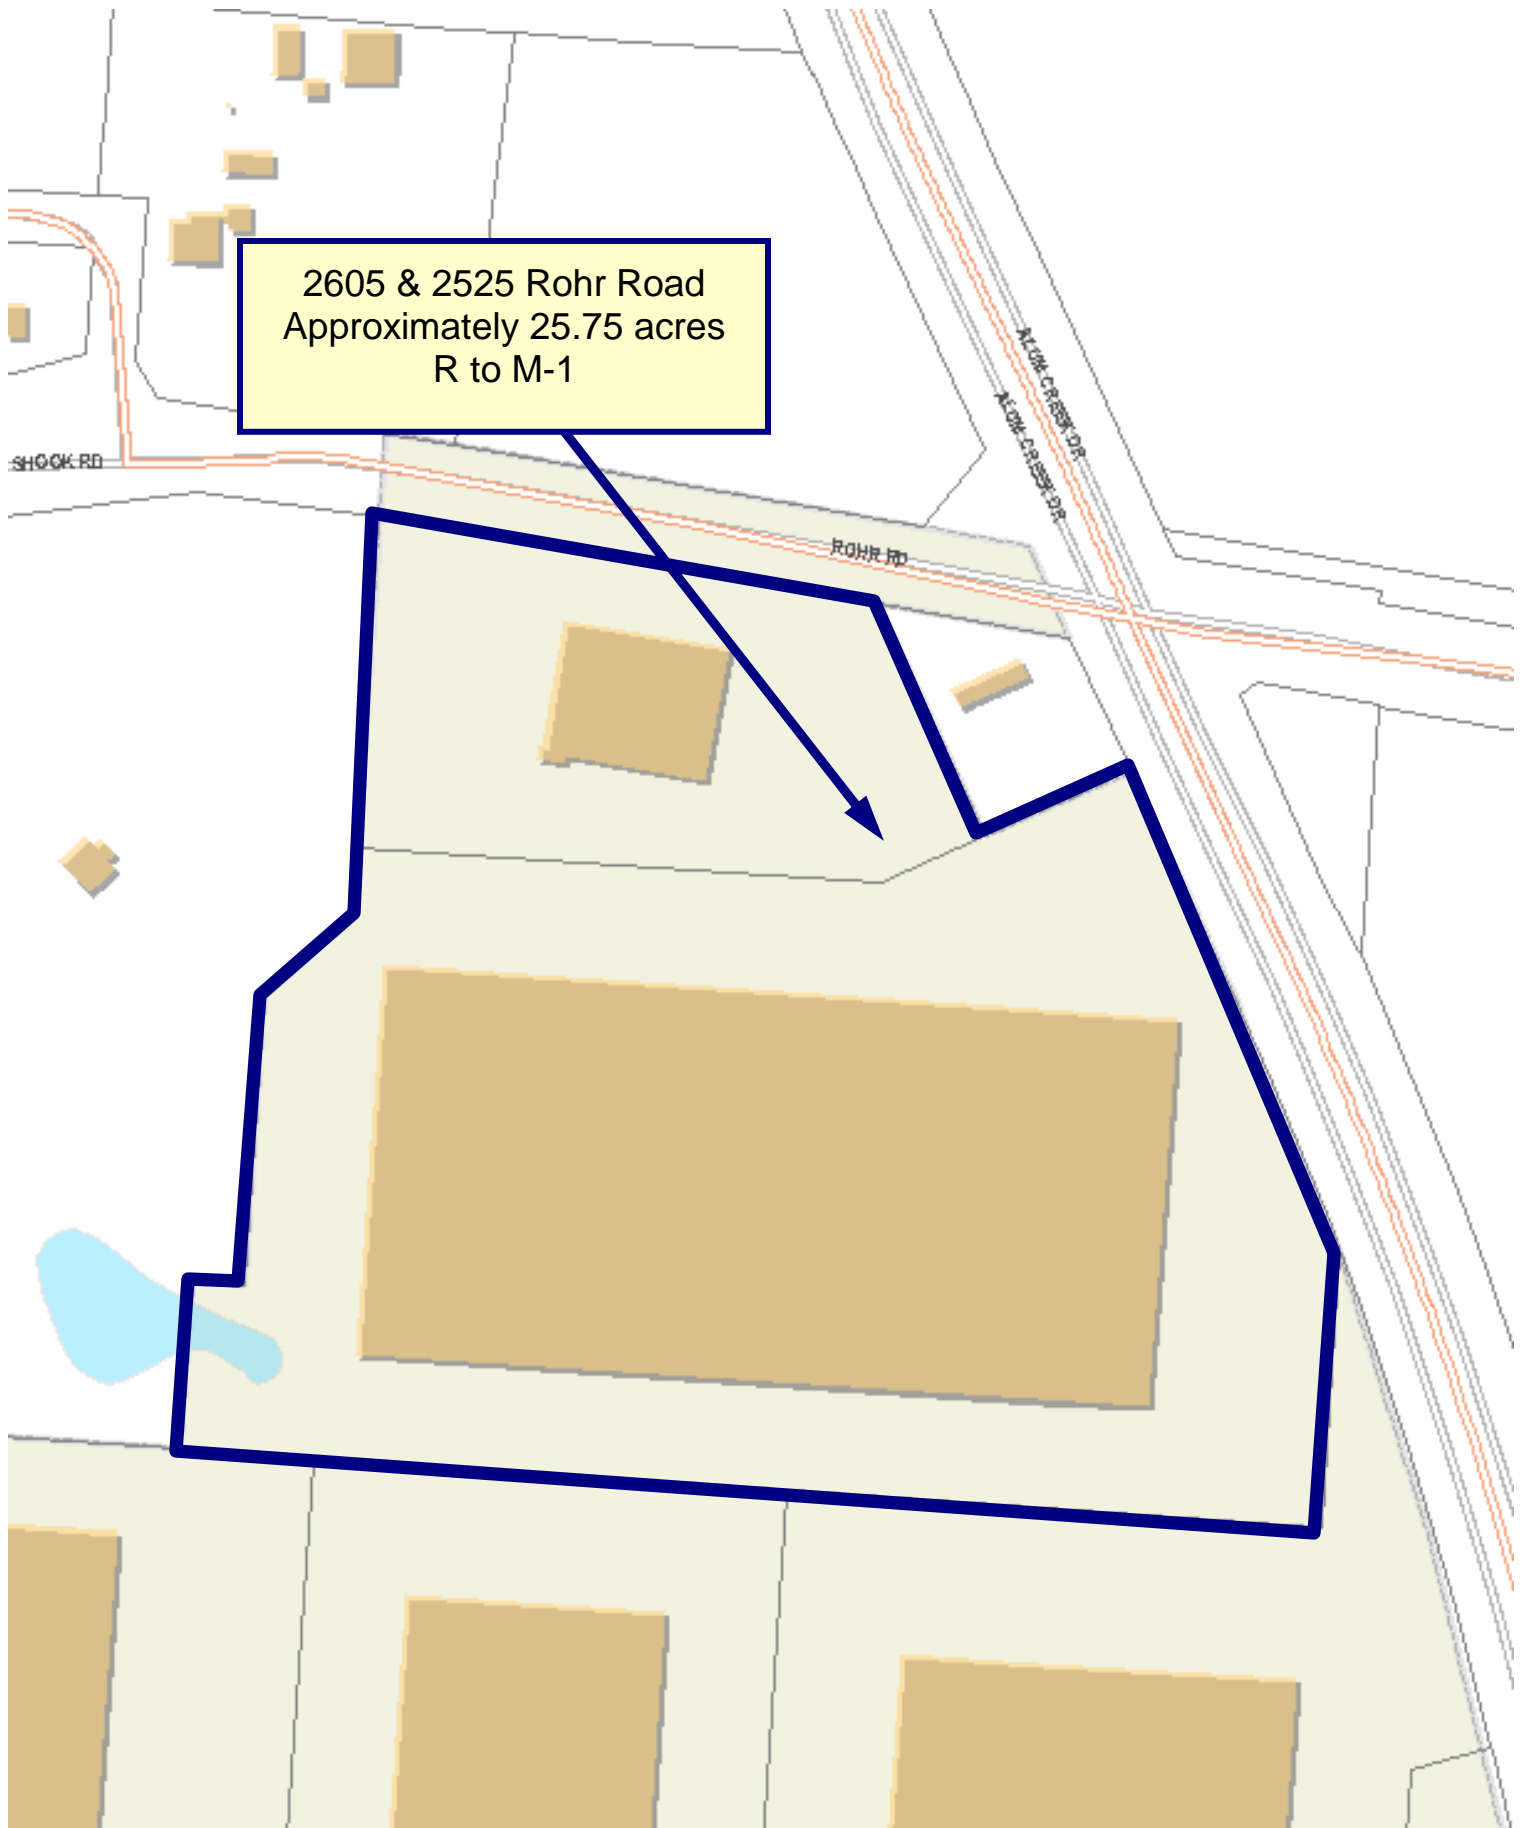 2605 & 2525 Rohr Road
Approximately 25.75 acres
R to M-1
ALUM CREEK DR
ALUM CREEK DR
SHOOK RD
ROHR RD